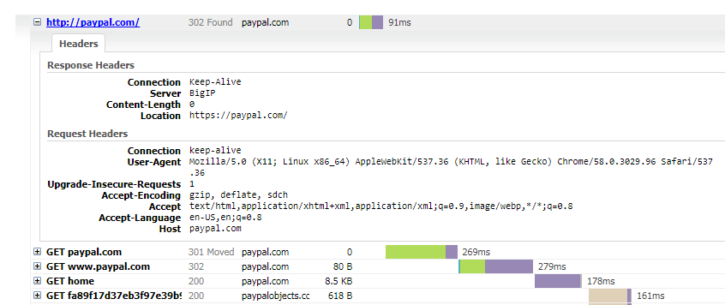 http://paypal.com/ 302 Found paypal.com 0 91ms
Headers
Response Headers
Connection Keep-Alive
Server BigIP
Content-Length 0
Location https://paypal.com/
Request Headers
Connection keep-alive
User-Agent Mozilla/5.0 (X11; Linux x86_64) AppleWebKit/537.36 (KHTML, like Gecko) Chrome/58.0.3029.96 Safari/537
.36
Upgrade-Insecure-Requests 1
Accept-Encoding gzip, deflate, sdch
Accept text/html,application/xhtml+xml,application/xml;q=0.9,image/webp,*/*;q=0.8
Accept-Language en-US,en;q=0.8
Host paypal.com
GET paypal.com 301 Moved paypal.com 0 269ms
GET www.paypal.com 302 paypal.com 80 B 279ms
GET home 200 paypal.com 8.5 KB 178ms
GET fa89f17d37eb3f97e39b9 200 paypalobjects.cc 618 B 161ms